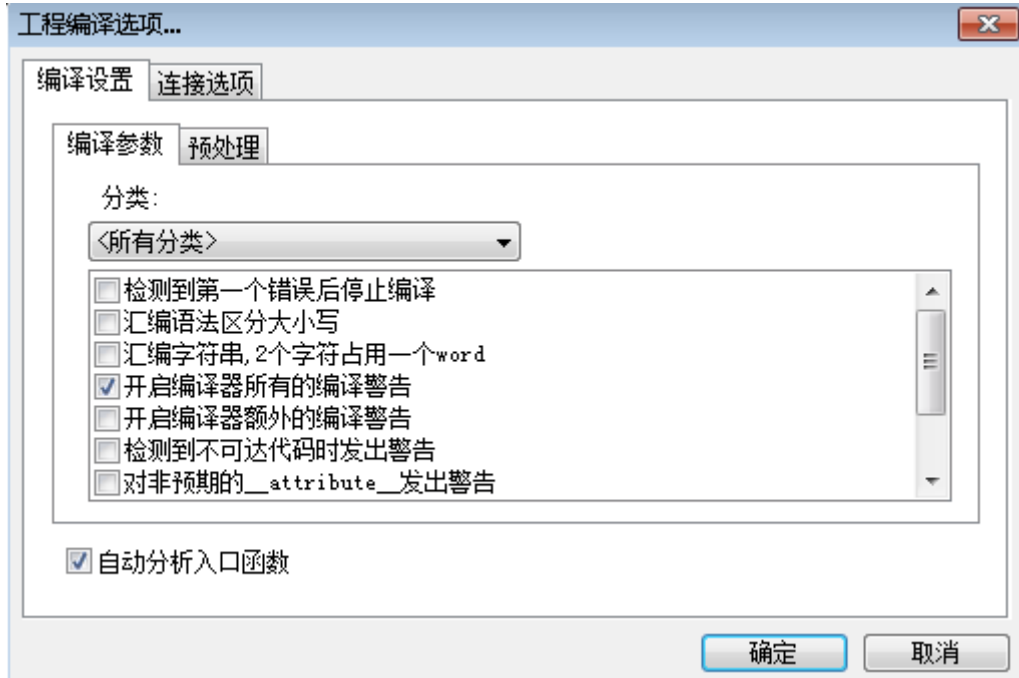 工程编译选项...
编译设置 连接选项
编译参数 预处理
分类:
<所有分类>
检测到第一个错误后停止编译
汇编语法区分大小写
汇编字符串,2个字符占用一个word
开启编译器所有的编译警告
开启编译器额外的编译警告
检测到不可达代码时发出警告
对非预期的__attribute__发出警告
自动分析入口函数
确定 取消